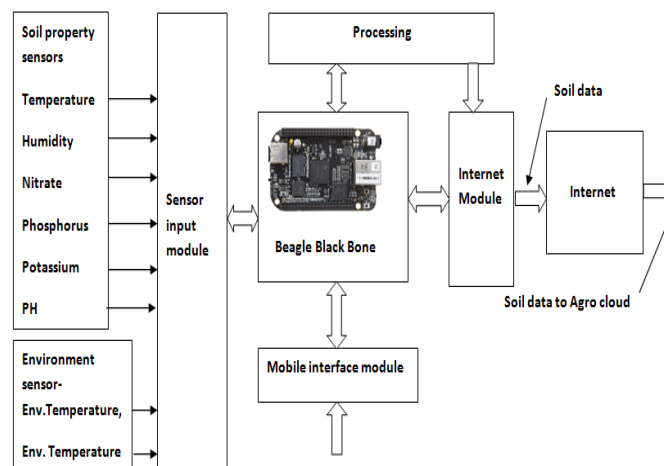 Soil property
sensors
Temperature
Humidity
Nitrate
Phosphorus
Potassium
PH
Environment
sensor-
Env.Temperature,
Env. Temperature
Sensor
input
module
Processing
Beagle Black Bone
Mobile interface module
Internet
Module
Soil data
Internet
Soil data to Agro cloud